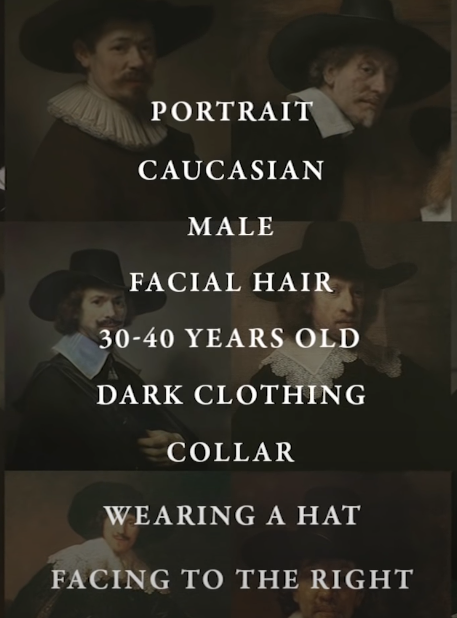 PORTRAIT
CAUCASIAN
MALE
FACIAL HAIR
30-40 YEARS OLD
DARK CLOTHING
COLLAR
WEARING A HAT
FACING TO THE RIGHT